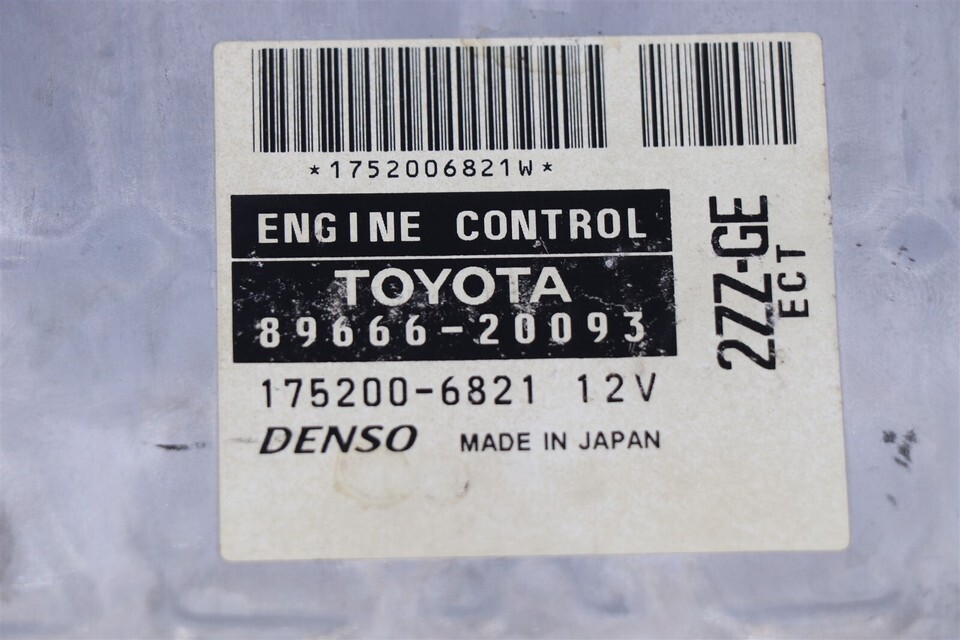 *1752006821W*
ENGINE CONTROL
TOYOTA
89666-20093
175200-6821 12V
DENSO MADE IN JAPAN
2ZZ-GE
ECT